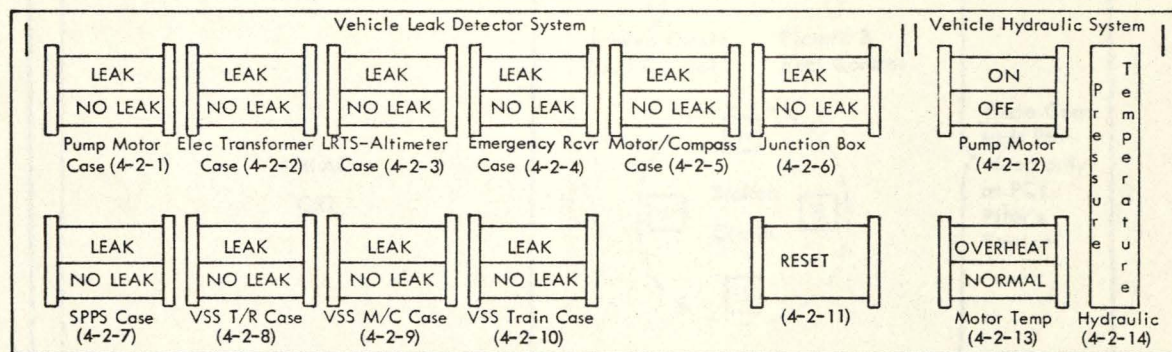 Vehicle Leak Detector System Vehicle Hydraulic System
LEAK LEAK LEAK LEAK LEAK LEAK ON
NO LEAK NO LEAK NO LEAK NO LEAK NO LEAK NO LEAK OFF
Pump Motor Elec Transformer LRTS-Altimeter Emergency Rcvr Motor/Compass Junction Box Pump Motor
Case (4-2-1) Case (4-2-2) Case (4-2-3) Case (4-2-4) Case (4-2-5) (4-2-6) (4-2-12)
Pressure
Temperature
LEAK LEAK LEAK LEAK RESET OVERHEAT
NO LEAK NO LEAK NO LEAK NO LEAK NORMAL
SPPS Case VSS T/R Case VSS M/C Case VSS Train Case (4-2-11) Motor Temp Hydraulic
(4-2-7) (4-2-8) (4-2-9) (4-2-10) (4-2-13) (4-2-14)